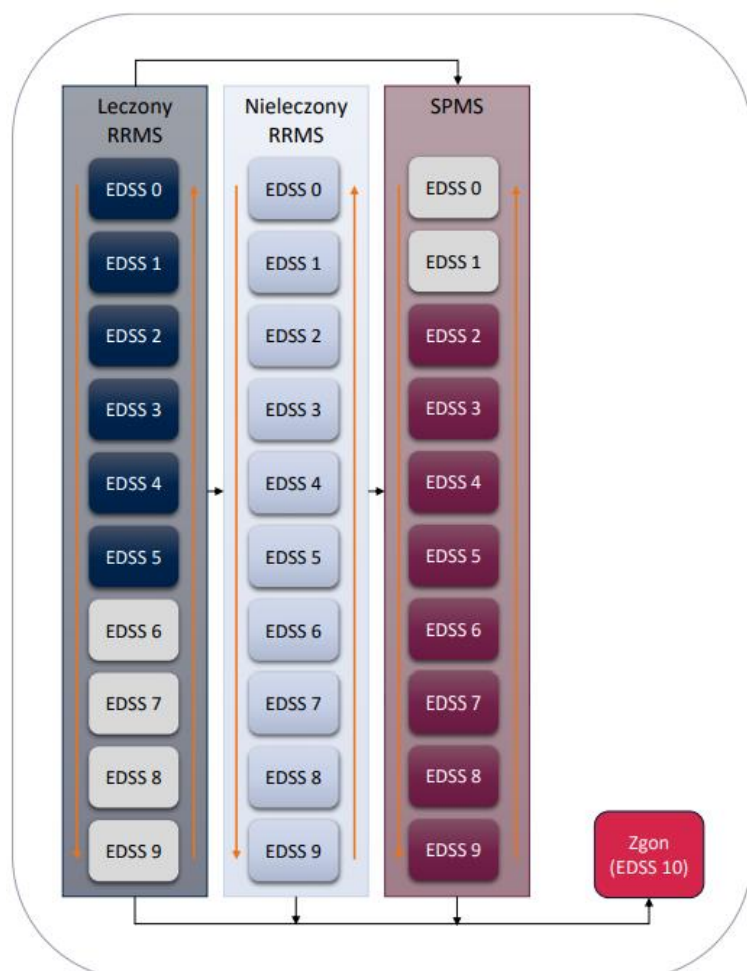 Leczony
RRMS
EDSS 0
EDSS 1
EDSS 2
EDSS 3
EDSS 4
EDSS 5
EDSS 6
EDSS 7
EDSS 8
EDSS 9
Nieleczony
RRMS
EDSS 0
EDSS 1
EDSS 2
EDSS 3
EDSS 4
EDSS 5
EDSS 6
EDSS 7
EDSS 8
EDSS 9
SPMS
EDSS 0
EDSS 1
EDSS 2
EDSS 3
EDSS 4
EDSS 5
EDSS 6
EDSS 7
EDSS 8
EDSS 9
Zgon
(EDSS 10)